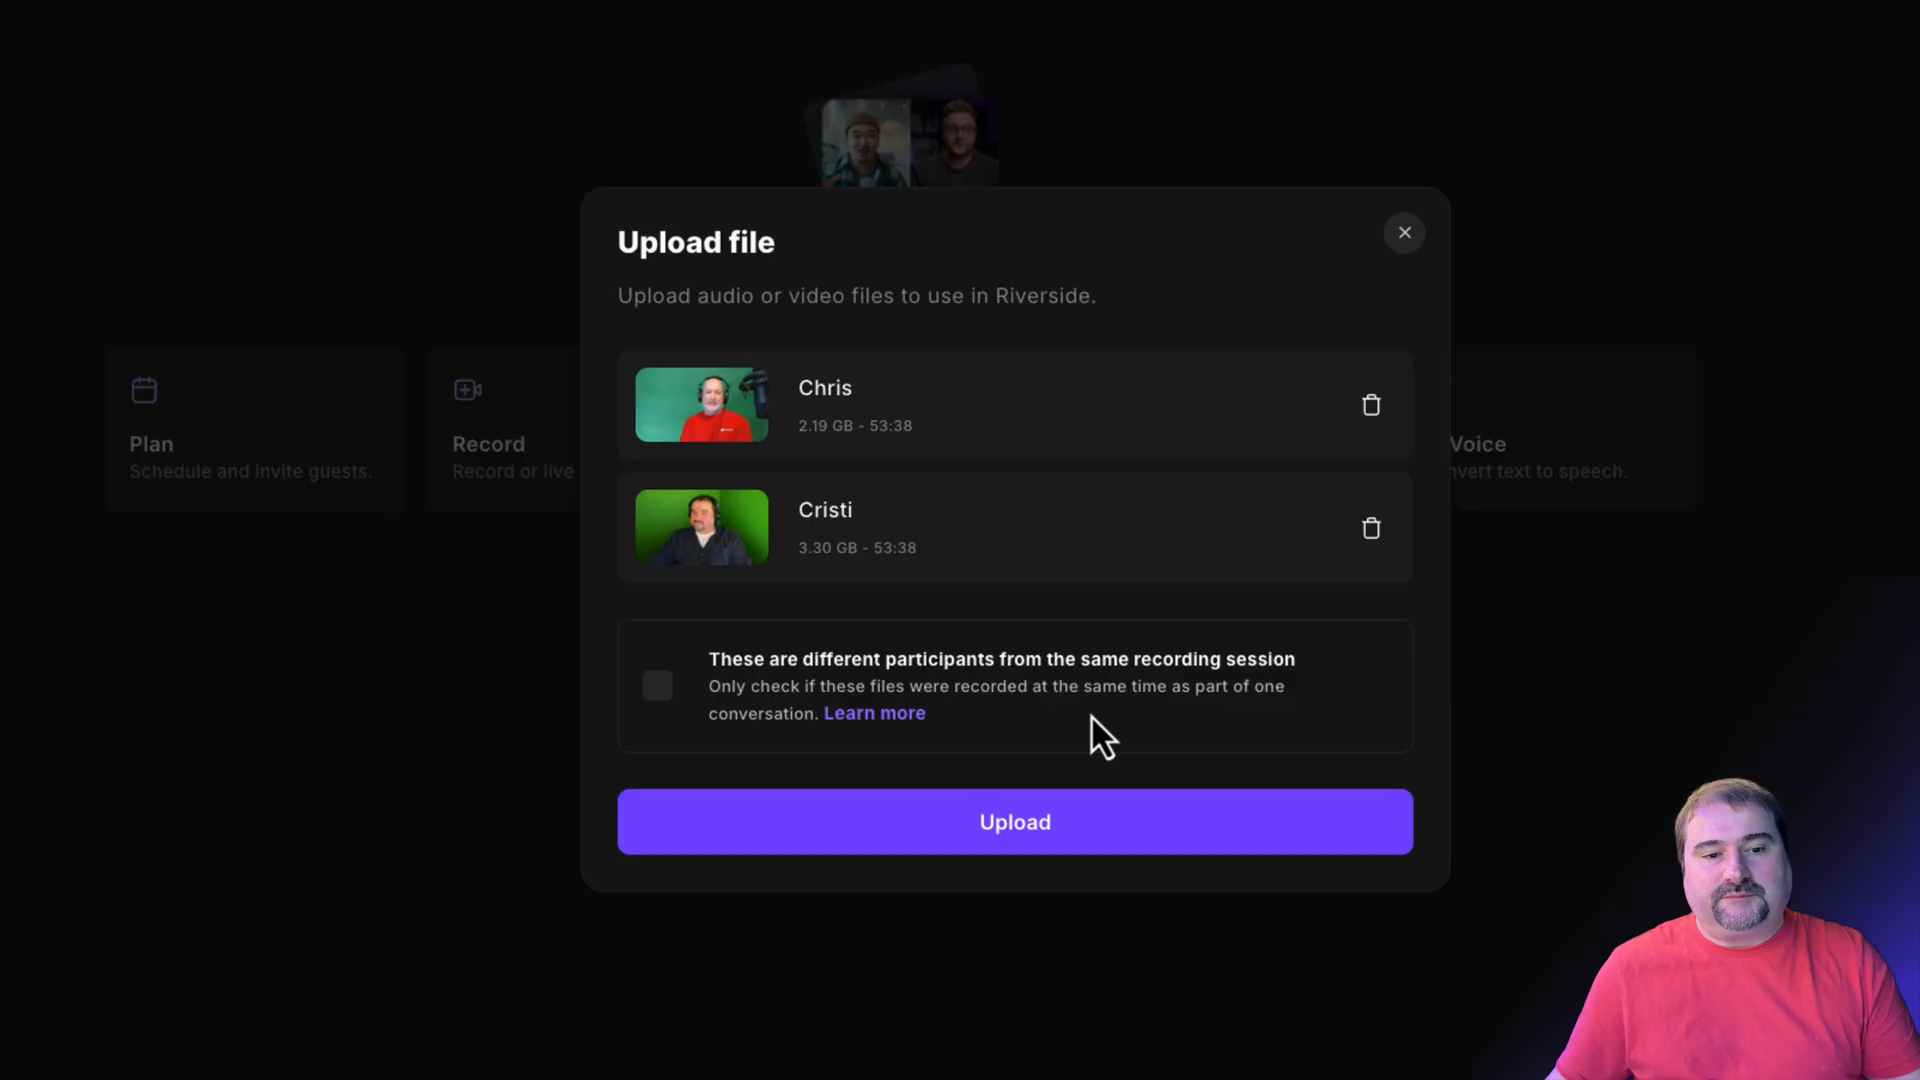 Upload file
Upload audio or video files to use in Riverside.
Chris
2.19 GB - 53:38
Cristi
3.30 GB - 53:38
These are different participants from the same recording session
Only check if these files were recorded at the same time as part of one
conversation. Learn more
Upload
Plan
Schedule and invite guests.
Record
Record or live
Voice
nvert text to speech.